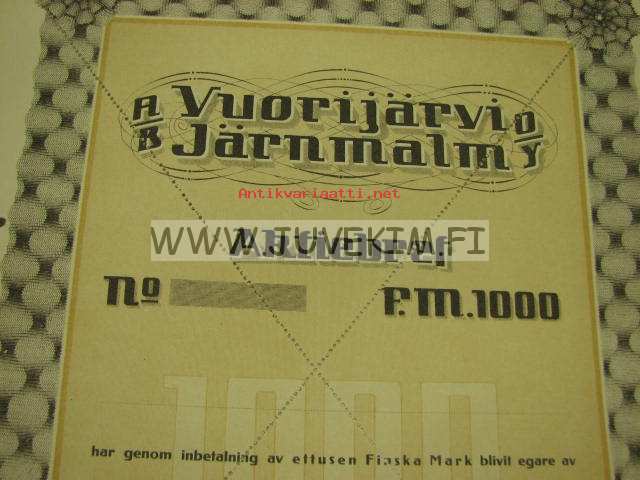 A/B Vuorijärvi O/Y
Järnmalm
Antikvariaatti.net
WWW.JUVEKIM.FI
Aktiebref
No
F.M. 1000
1000
har genom inbetalning av ettusen Finska Mark blivit egare av